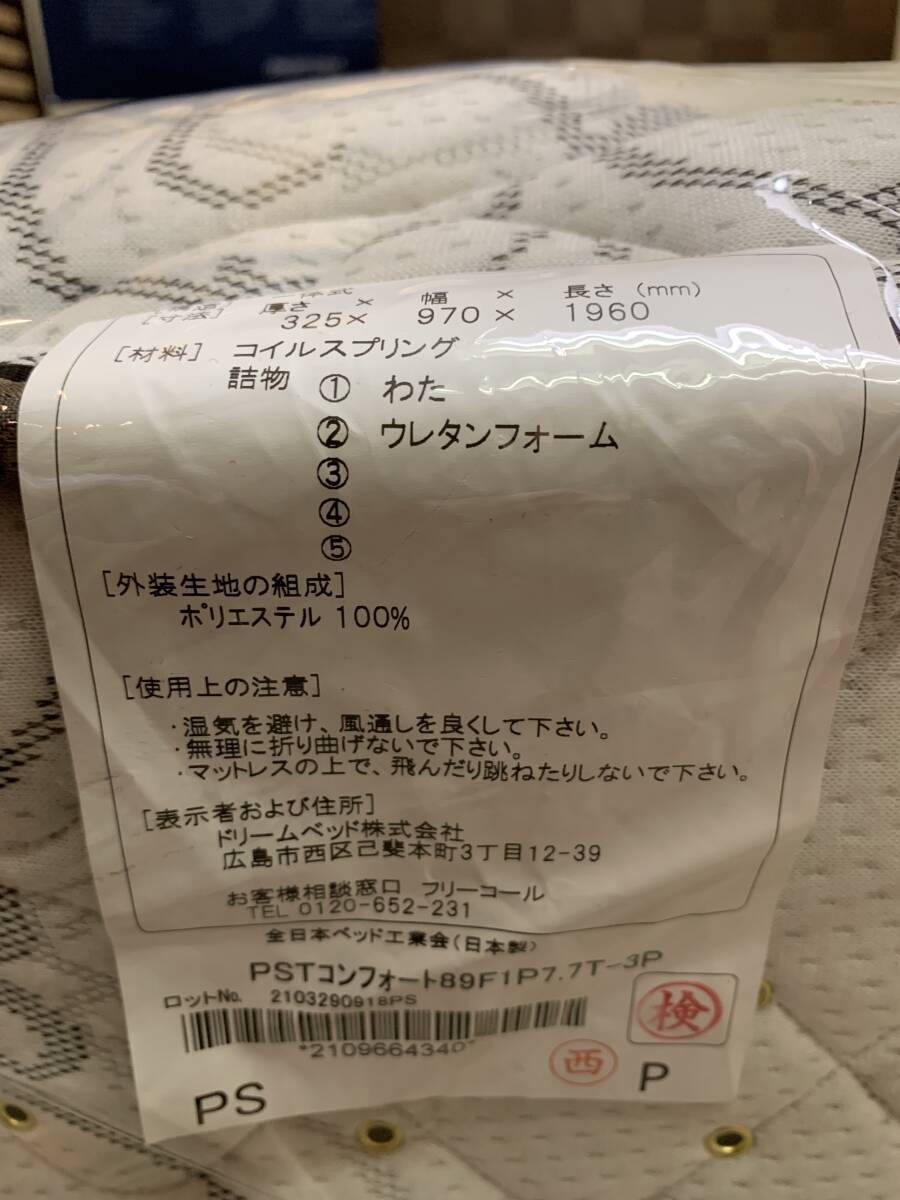 [寸法] 厚さ × 幅 × 長さ (mm)
325× 970 × 1960
[材料] コイルスプリング
詰物 ① わた
② ウレタンフォーム
③
④
⑤
[外装生地の組成]
ポリエステル 100%
[使用上の注意]
・湿気を避け、風通しを良くして下さい。
・無理に折り曲げないで下さい。
・マットレスの上で、飛んだり跳ねたりしないで下さい。
[表示者および住所]
ドリームベッド株式会社
広島市西区己斐本町3丁目12-39
お客様相談窓口 フリーコール
TEL 0120-652-231
全日本ベッド工業会(日本製)
PSTコンフォート89F1P7.7T-3P
ロットNo. 2103290918PS
*2109664340*
検
西
PS
P